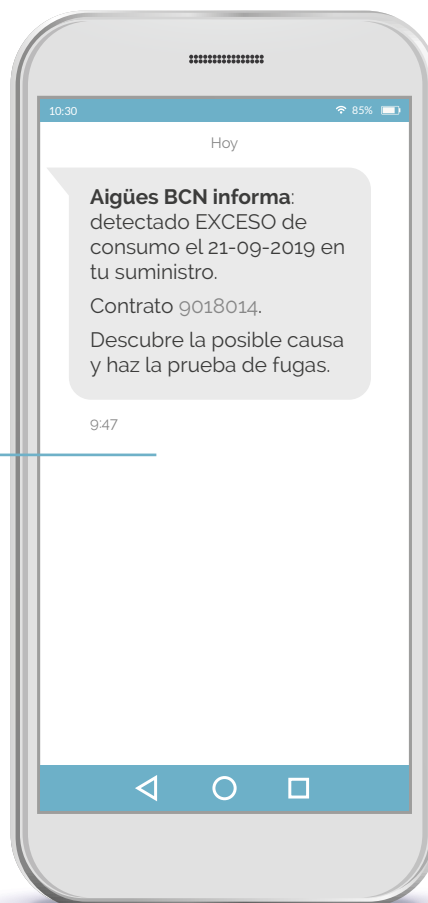 10:30 85%
Hoy
Aigües BCN informa:
detectado EXCESO de
consumo el 21-09-2019 en
tu suministro.
Contrato 9018014.
Descubre la posible causa
y haz la prueba de fugas.
9:47